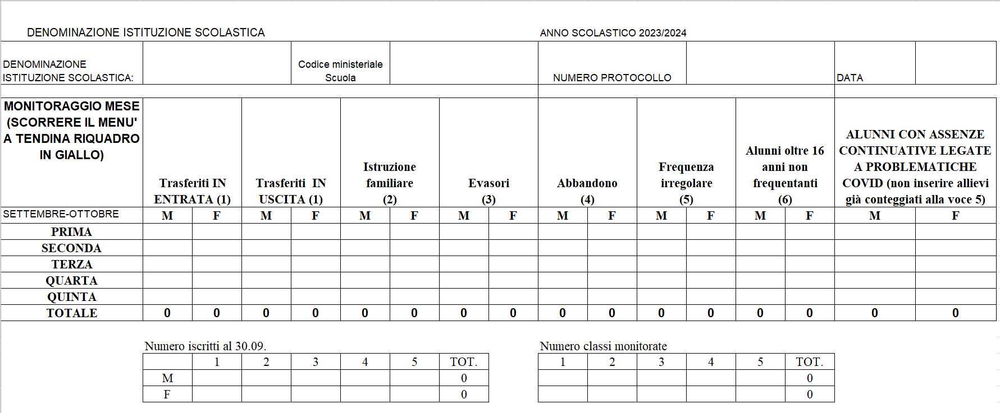 DENOMINAZIONE ISTITUZIONE SCOLASTICA
ANNO SCOLASTICO 2023/2024
DENOMINAZIONE
ISTITUZIONE SCOLASTICA:
Codice ministeriale
Scuola
NUMERO PROTOCOLLO
DATA
MONITORAGGIO MESE
(SCORRERE IL MENU'
A TENDINA RIQUADRO
IN GIALLO)
Trasferiti IN
ENTRATA (1)
Trasferiti IN
USCITA (1)
Istruzione
familiare
(2)
Evasori
(3)
Abbandono
(4)
Frequenza
irregolare
(5)
Alunni oltre 16
anni non
frequentanti
(6)
ALUNNI CON ASSENZE
CONTINUATIVE LEGATE
A PROBLEMATICHE
COVID (non inserire allievi
già conteggiati alla voce 5)
SETTEMBRE-OTTOBRE M F M F M F M F M F M F M F M F
PRIMA
SECONDA
TERZA
QUARTA
QUINTA
TOTALE 0 0 0 0 0 0 0 0 0 0 0 0 0 0 0 0
Numero iscritti al 30.09.
1 2 3 4 5 TOT.
M 0
F 0
Numero classi monitorate
1 2 3 4 5 TOT.
0
0